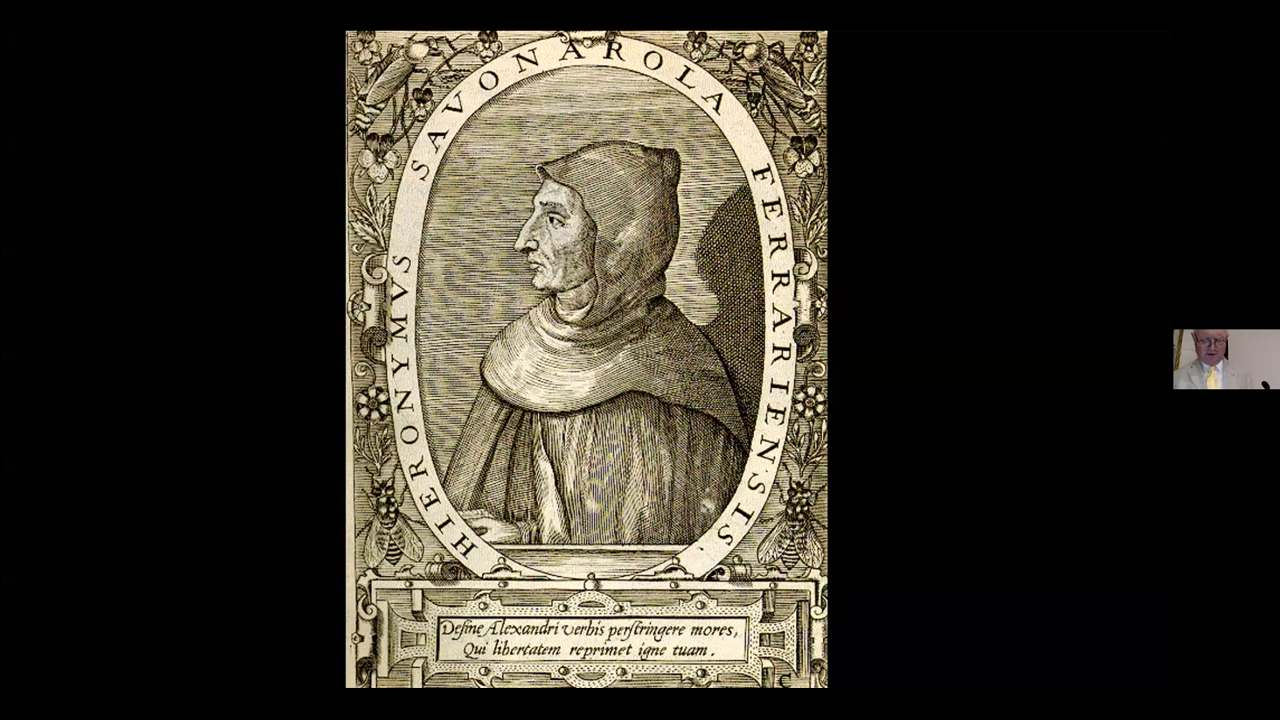 HIERONYMVS SAVONAROLA FERRARIENSIS.
Desine Alexandri verbis perstringere mores,
Qui libertatem reprimet igne tuam.